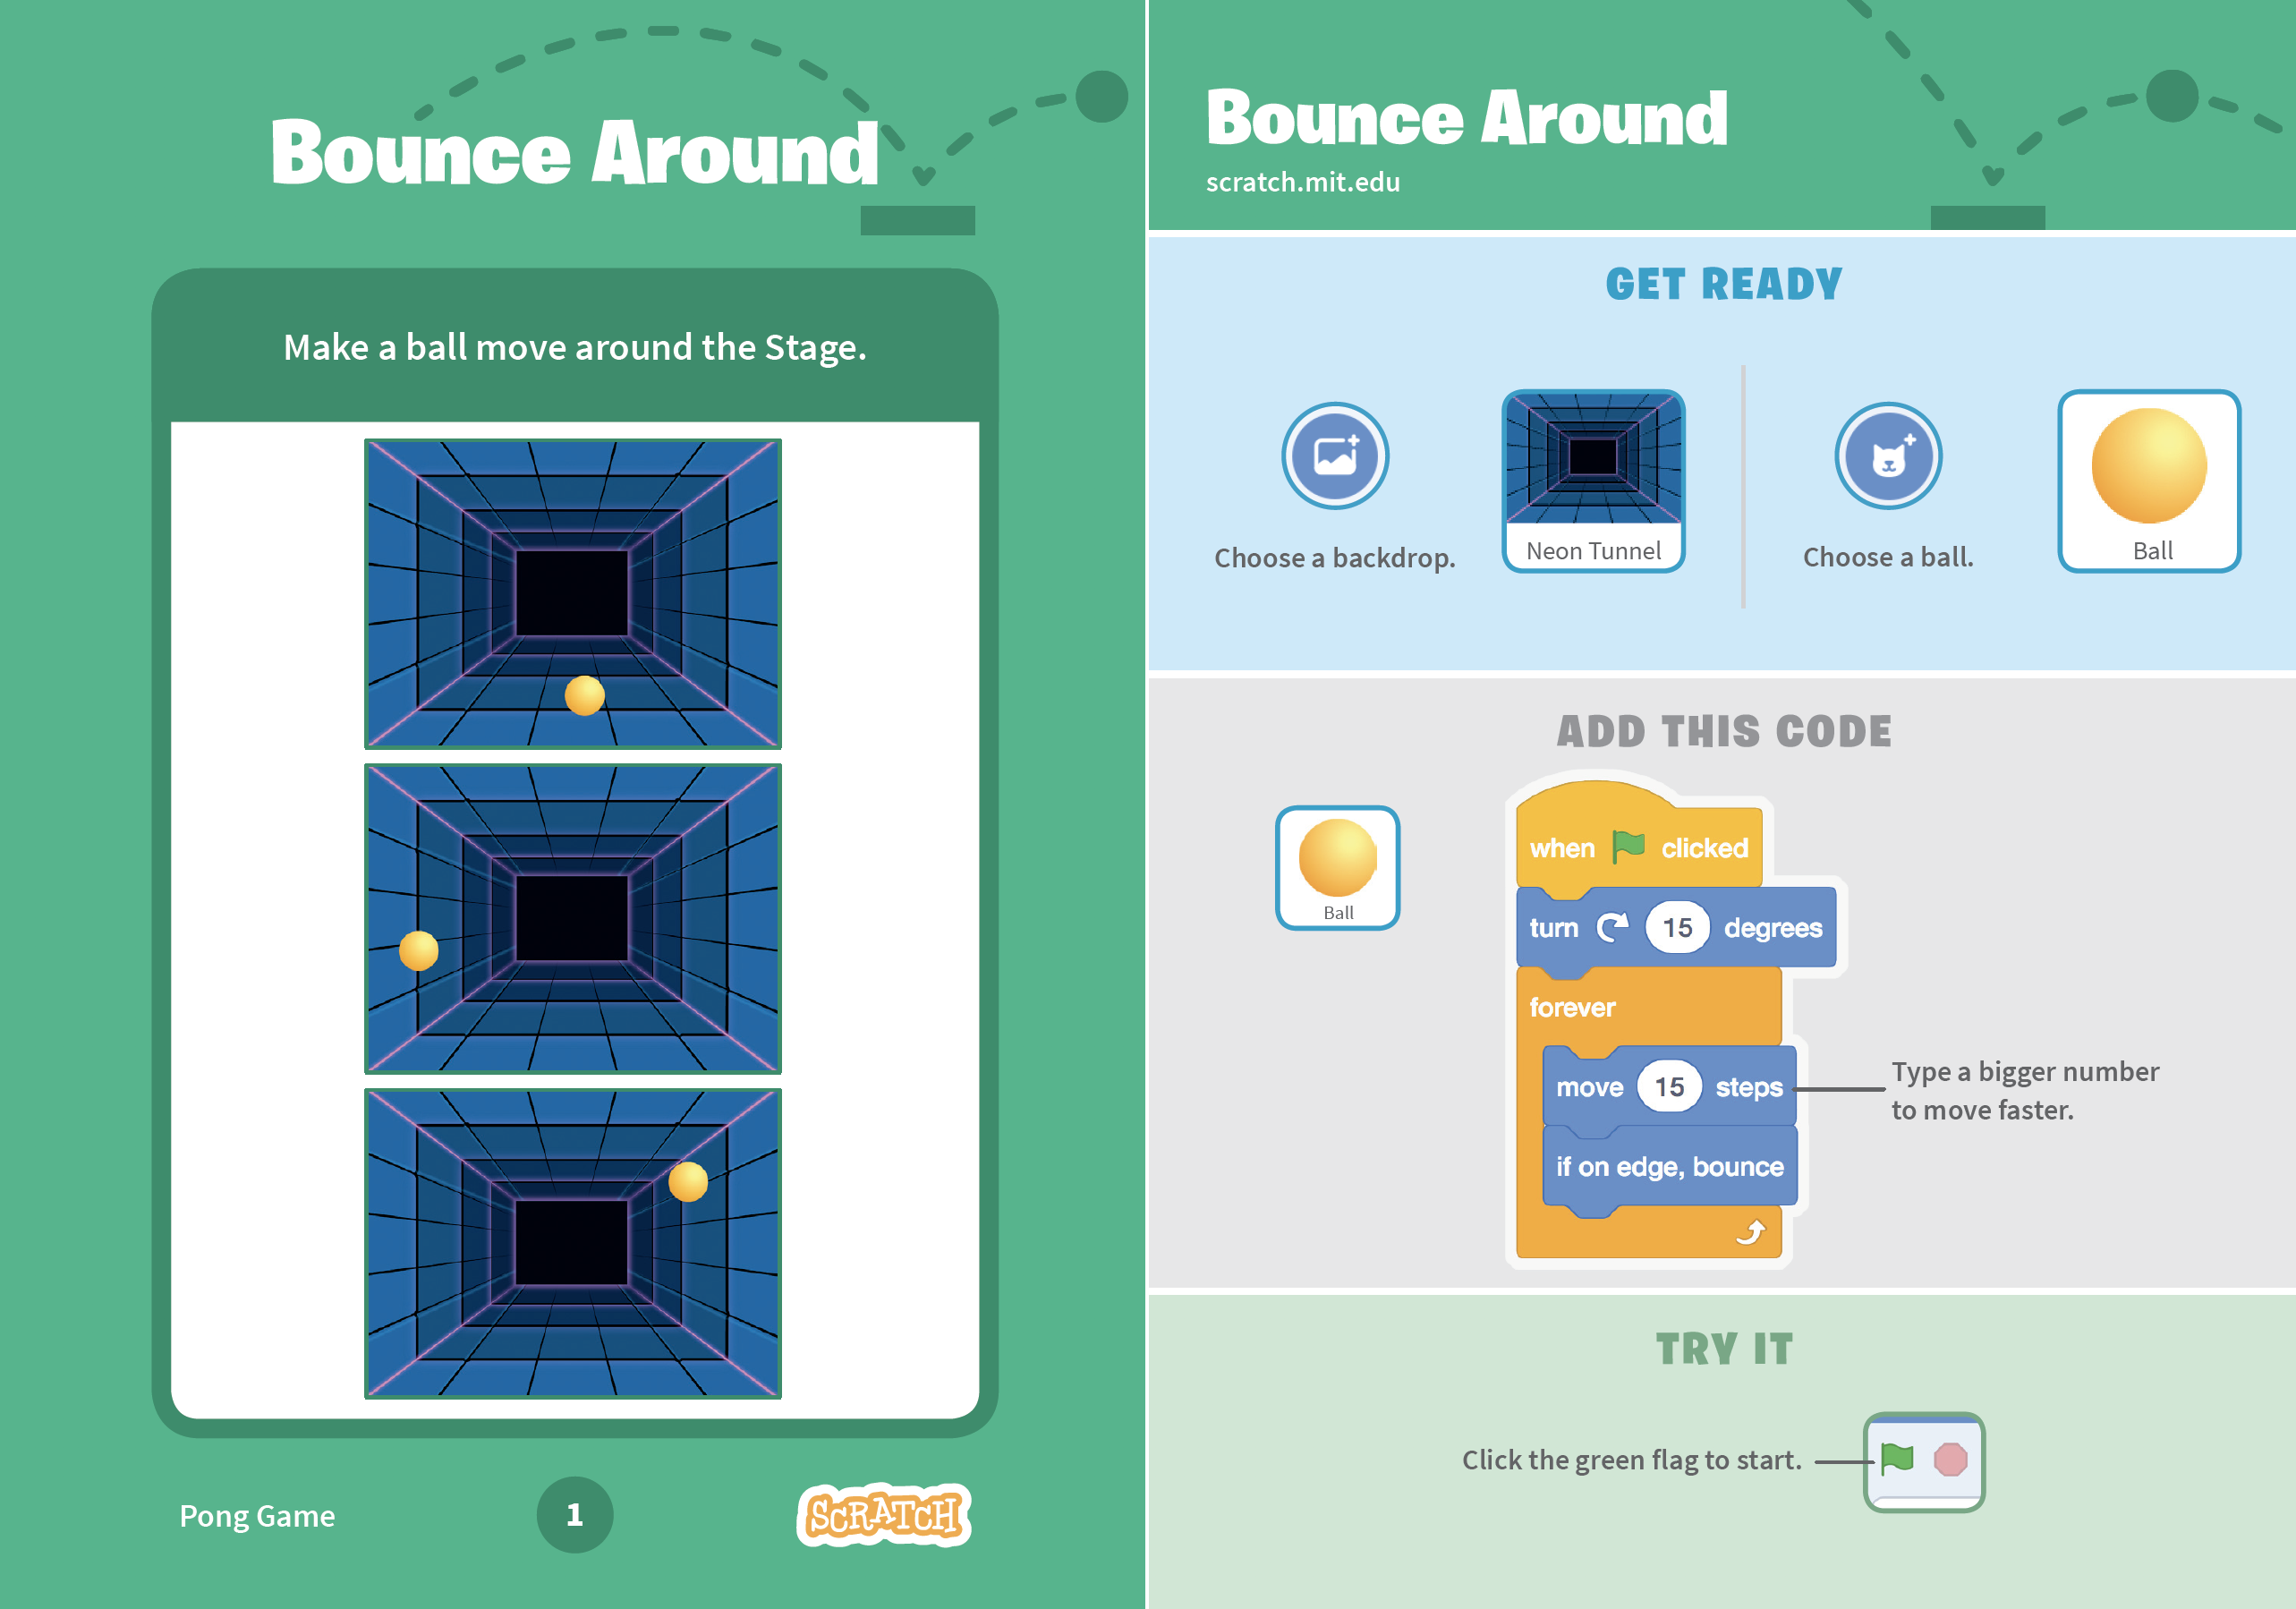 Bounce Around
Make a ball move around the Stage.
Pong Game
1
SCRATCH
Bounce Around
scratch.mit.edu
GET READY
Choose a backdrop.
Neon Tunnel
Choose a ball.
Ball
ADD THIS CODE
Ball
when clicked
turn 15 degrees
forever
move 15 steps
if on edge, bounce
Type a bigger number
to move faster.
TRY IT
Click the green flag to start.